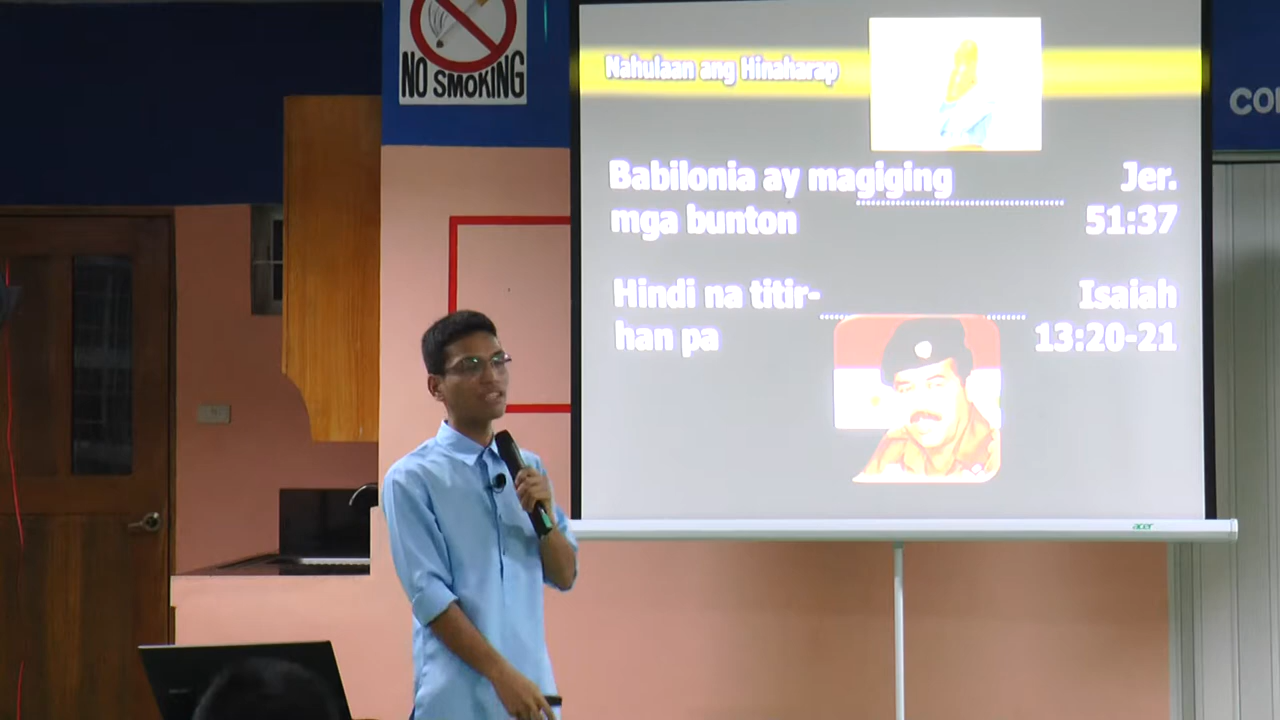 NO SMOKING
Nahulaan ang Hinaharap
Babilonia ay magiging
mga bunton
Jer.
51:37
Hindi na titir-
han pa
Isaiah
13:20-21
acer